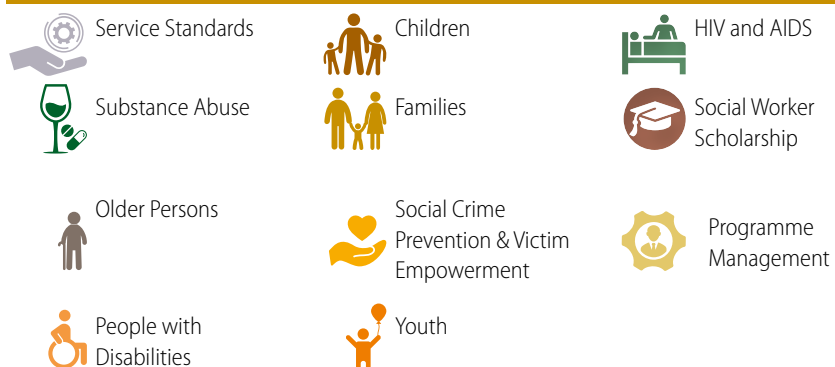 Service Standards
Children
HIV and AIDS
Substance Abuse
Families
Social Worker
Scholarship
Older Persons
Social Crime
Prevention & Victim
Empowerment
Programme
Management
People with
Disabilities
Youth